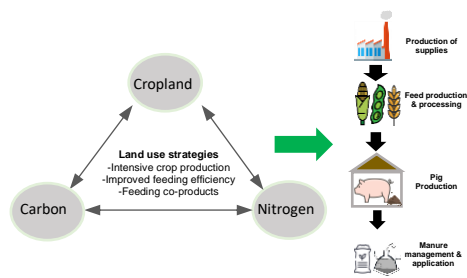 Cropland
Land use strategies
-Intensive crop production
-Improved feeding efficiency
-Feeding co-products
Carbon
Nitrogen
Production of
supplies
Feed production
& processing
Pig
Production
Manure
management &
application